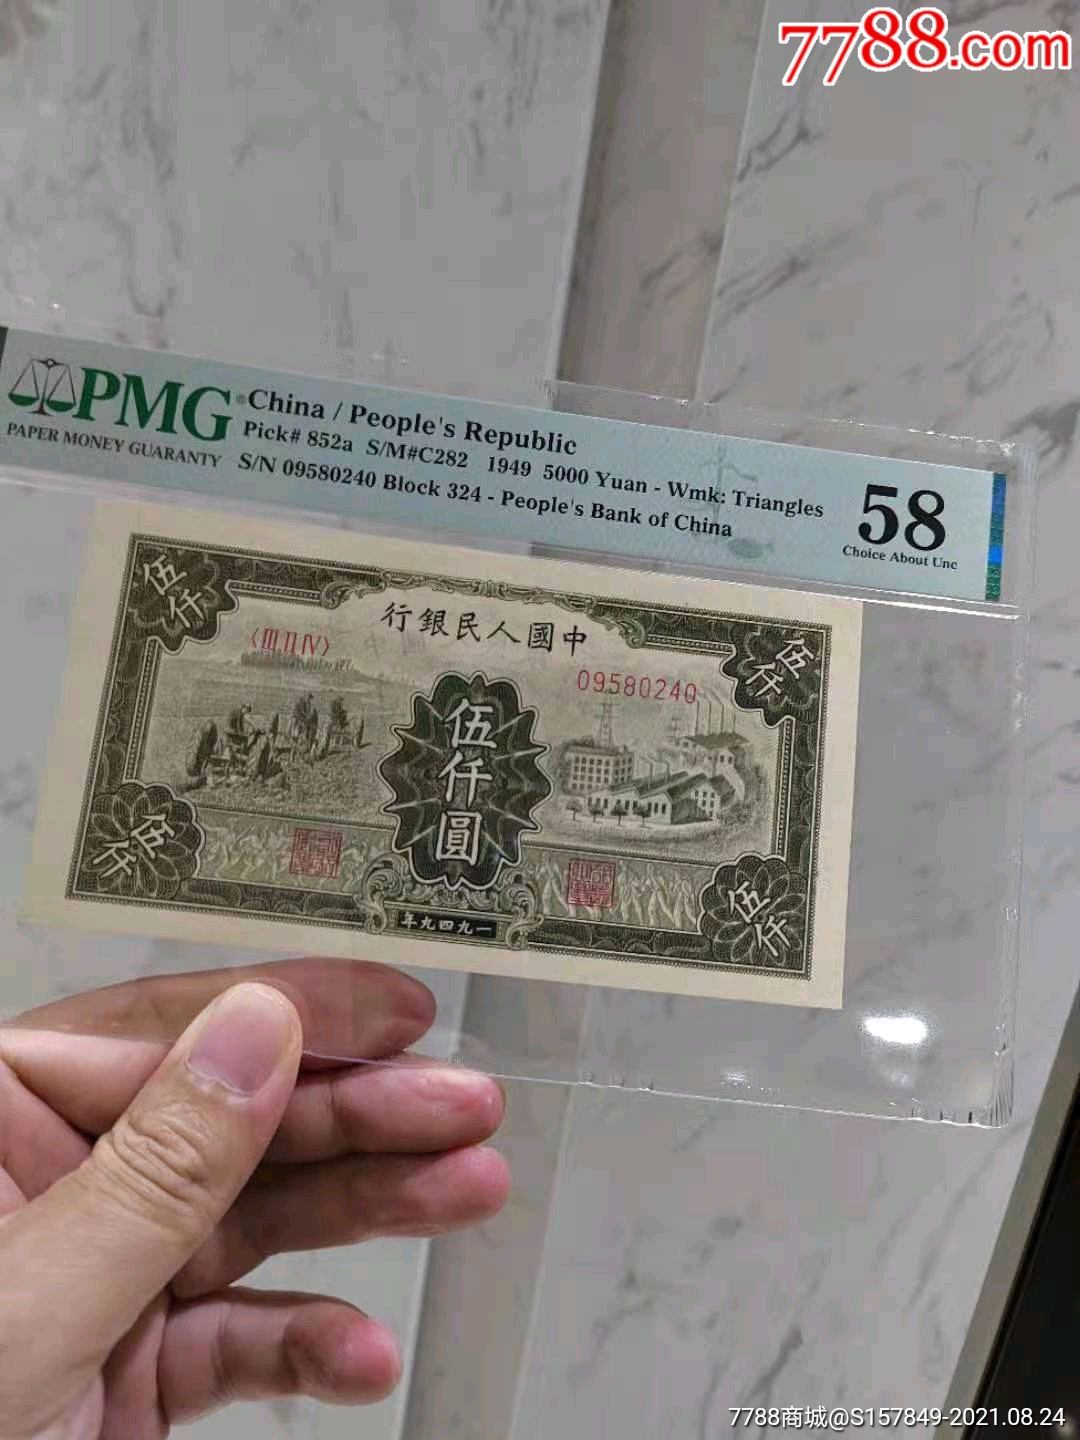 7788.com
PMG
®
PAPER MONEY GUARANTY
China / People's Republic
Pick# 852a S/M#C282 1949 5000 Yuan - Wmk: Triangles
S/N 09580240 Block 324 - People's Bank of China
58
Choice About Unc
伍仟
伍仟
行銀民人國中
〈III II IV〉
09580240
伍仟圓
伍仟
伍仟
年九四九一
7788商城@S157849-2021.08.24